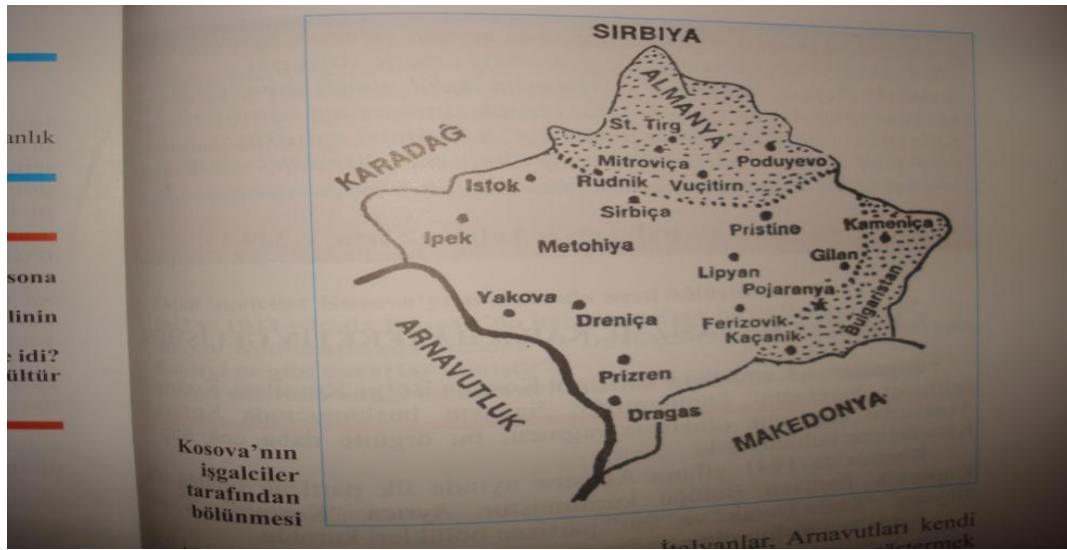 anlık
sona
linin
e idi?
ültür
SIRBIYA
ALMANYA
St. Tirg
Mitroviça
Poduyevo
KARADAĞ
Istok
Rudnik
Vuçitirn
Sirbiça
Ipek
Pristine
Kameniça
Metohiya
Gilan
Lipyan
Pojaranya
Bulgaristan
Yakova
Dreniça
Ferizovik
Kaçanik
ARNAVUTLUK
Prizren
Dragas
MAKEDONYA
Kosova’nın
işgalciler
tarafından
bölünmesi
İtalyanlar, Arnavutları kendi
göstermek